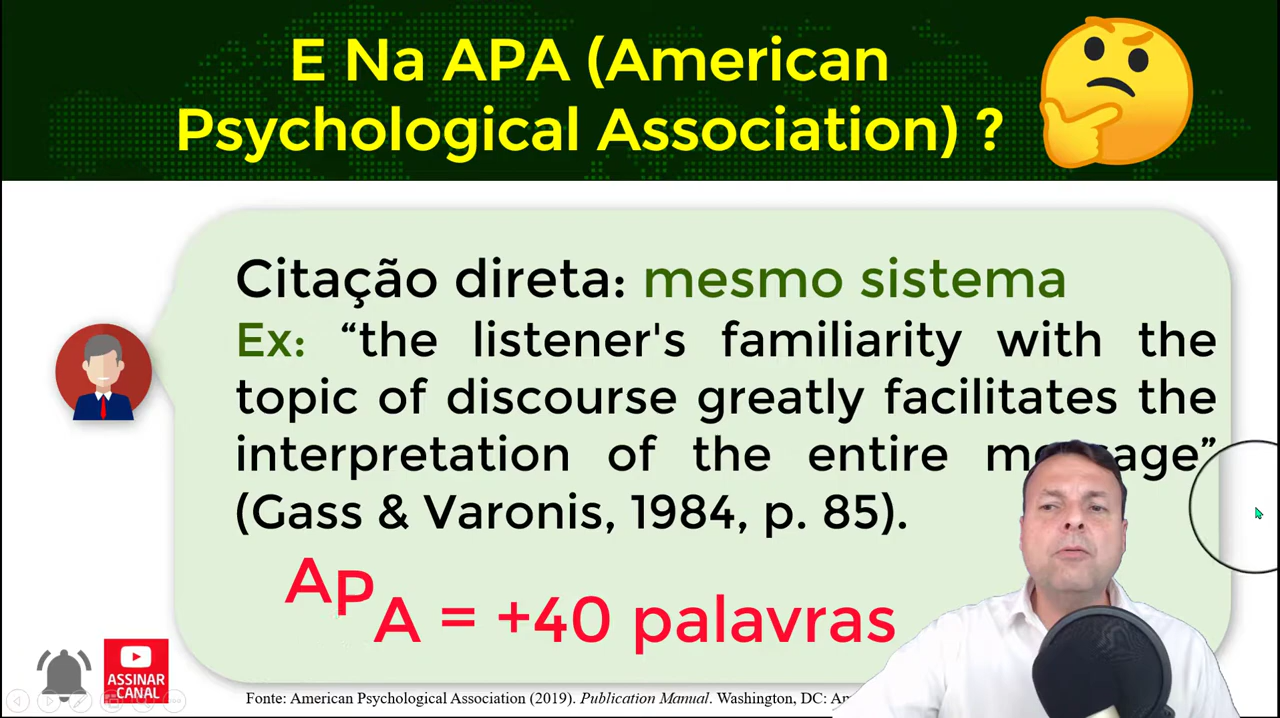 E Na APA (American
Psychological Association) ?
Citação direta: mesmo sistema
Ex: “the listener's familiarity with the
topic of discourse greatly facilitates the
interpretation of the entire message”
(Gass & Varonis, 1984, p. 85).
APA = +40 palavras
ASSINAR
CANAL
Fonte: American Psychological Association (2019). Publication Manual. Washington, DC: